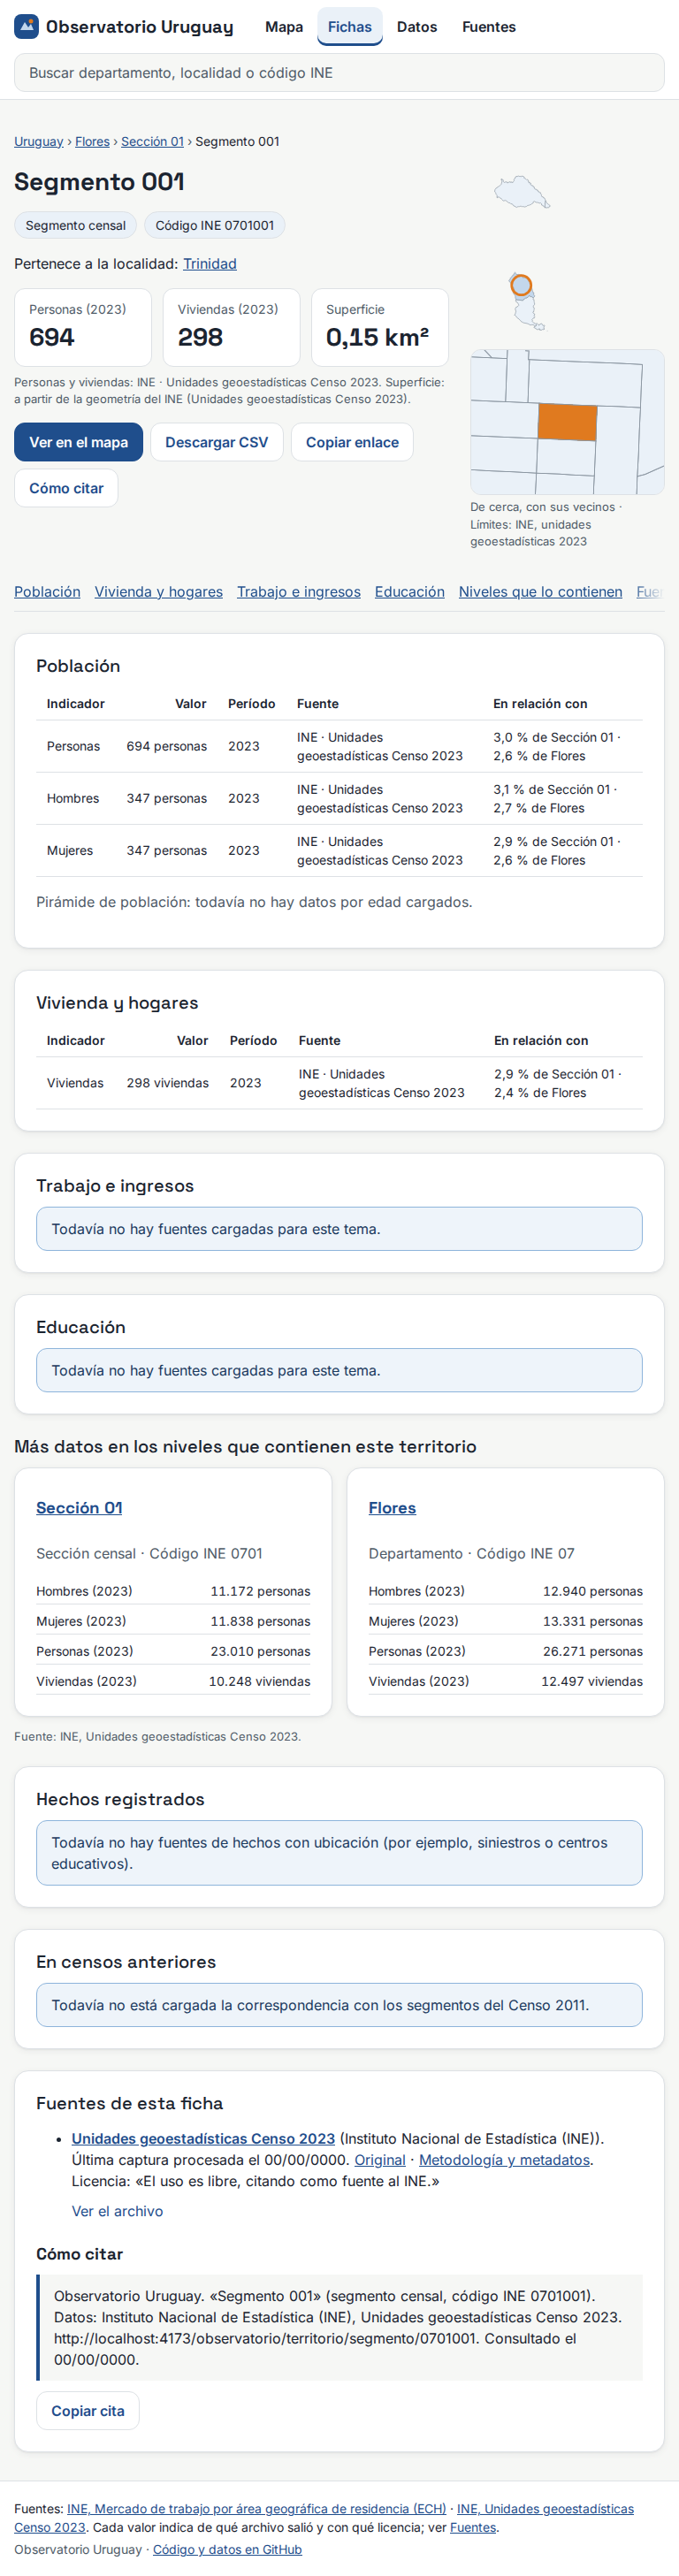 Observatorio Uruguay
Mapa
Fichas
Datos
Fuentes
Buscar departamento, localidad o código INE
Uruguay › Flores › Sección 01 › Segmento 001
Segmento 001
Segmento censal
Código INE 0701001
Pertenece a la localidad: Trinidad
Personas (2023)
694
Viviendas (2023)
298
Superficie
0,15 km²
Personas y viviendas: INE · Unidades geoestadísticas Censo 2023. Superficie:
a partir de la geometría del INE (Unidades geoestadísticas Censo 2023).
Ver en el mapa
Descargar CSV
Copiar enlace
Cómo citar
De cerca, con sus vecinos ·
Límites: INE, unidades
geoestadísticas 2023
Población
Vivienda y hogares
Trabajo e ingresos
Educación
Niveles que lo contienen
Población
Indicador Valor Período Fuente En relación con
Personas 694 personas 2023 INE · Unidades geoestadísticas Censo 2023 3,0 % de Sección 01 · 2,6 % de Flores
Hombres 347 personas 2023 INE · Unidades geoestadísticas Censo 2023 3,1 % de Sección 01 · 2,7 % de Flores
Mujeres 347 personas 2023 INE · Unidades geoestadísticas Censo 2023 2,9 % de Sección 01 · 2,6 % de Flores
Pirámide de población: todavía no hay datos por edad cargados.
Vivienda y hogares
Indicador Valor Período Fuente En relación con
Viviendas 298 viviendas 2023 INE · Unidades geoestadísticas Censo 2023 2,9 % de Sección 01 · 2,4 % de Flores
Trabajo e ingresos
Todavía no hay fuentes cargadas para este tema.
Educación
Todavía no hay fuentes cargadas para este tema.
Más datos en los niveles que contienen este territorio
Sección 01
Sección censal · Código INE 0701
Hombres (2023) 11.172 personas
Mujeres (2023) 11.838 personas
Personas (2023) 23.010 personas
Viviendas (2023) 10.248 viviendas
Flores
Departamento · Código INE 07
Hombres (2023) 12.940 personas
Mujeres (2023) 13.331 personas
Personas (2023) 26.271 personas
Viviendas (2023) 12.497 viviendas
Fuente: INE, Unidades geoestadísticas Censo 2023.
Hechos registrados
Todavía no hay fuentes de hechos con ubicación (por ejemplo, siniestros o centros
educativos).
En censos anteriores
Todavía no está cargada la correspondencia con los segmentos del Censo 2011.
Fuentes de esta ficha
• Unidades geoestadísticas Censo 2023 (Instituto Nacional de Estadística (INE)).
Última captura procesada el 00/00/0000. Original · Metodología y metadatos.
Licencia: «El uso es libre, citando como fuente al INE.»
Ver el archivo
Cómo citar
Observatorio Uruguay. «Segmento 001» (segmento censal, código INE 0701001).
Datos: Instituto Nacional de Estadística (INE), Unidades geoestadísticas Censo 2023.
http://localhost:4173/observatorio/territorio/segmento/0701001. Consultado el
00/00/0000.
Copiar cita
Fuentes: INE, Mercado de trabajo por área geográfica de residencia (ECH) · INE, Unidades geoestadísticas
Censo 2023. Cada valor indica de qué archivo salió y con qué licencia; ver Fuentes.
Observatorio Uruguay · Código y datos en GitHub